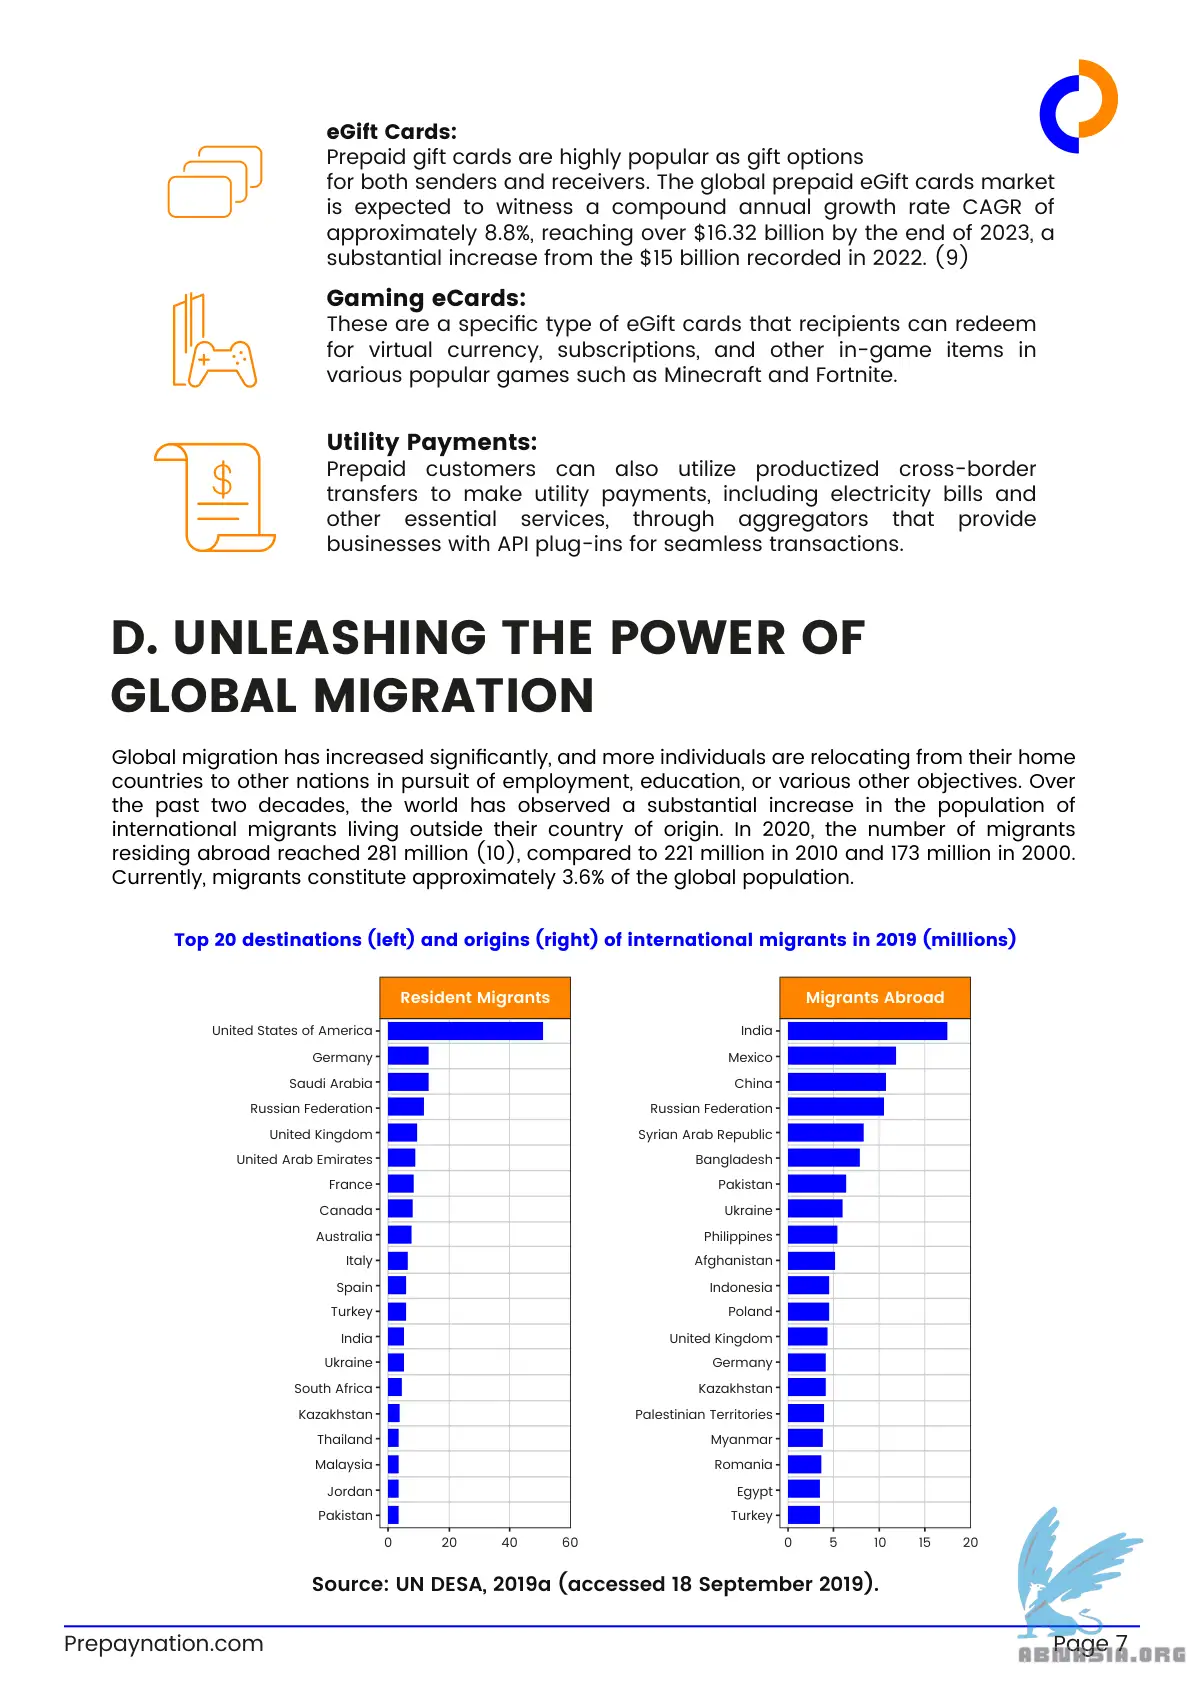 eGift Cards:
Prepaid gift cards are highly popular as gift options
for both senders and receivers. The global prepaid eGift cards market
is expected to witness a compound annual growth rate CAGR of
approximately 8.8%, reaching over $16.32 billion by the end of 2023, a
substantial increase from the $15 billion recorded in 2022. (9)
Gaming eCards:
These are a specific type of eGift cards that recipients can redeem
for virtual currency, subscriptions, and other in-game items in
various popular games such as Minecraft and Fortnite.
$
Utility Payments:
Prepaid customers can also utilize productized cross-border
transfers to make utility payments, including electricity bills and
other essential services, through aggregators that provide
businesses with API plug-ins for seamless transactions.
D. UNLEASHING THE POWER OF
GLOBAL MIGRATION
Global migration has increased significantly, and more individuals are relocating from their home
countries to other nations in pursuit of employment, education, or various other objectives. Over
the past two decades, the world has observed a substantial increase in the population of
international migrants living outside their country of origin. In 2020, the number of migrants
residing abroad reached 281 million (10), compared to 221 million in 2010 and 173 million in 2000.
Currently, migrants constitute approximately 3.6% of the global population.
Top 20 destinations (left) and origins (right) of international migrants in 2019 (millions)
Resident Migrants
United States of America
Germany
Saudi Arabia
Russian Federation
United Kingdom
United Arab Emirates
France
Canada
Australia
Italy
Spain
Turkey
India
Ukraine
South Africa
Kazakhstan
Thailand
Malaysia
Jordan
Pakistan
0 20 40 60
Migrants Abroad
India
Mexico
China
Russian Federation
Syrian Arab Republic
Bangladesh
Pakistan
Ukraine
Philippines
Afghanistan
Indonesia
Poland
United Kingdom
Germany
Kazakhstan
Palestinian Territories
Myanmar
Romania
Egypt
Turkey
0 5 10 15 20
Source: UN DESA, 2019a (accessed 18 September 2019).
Prepaynation.com
Page 7
ABNASIA.ORG